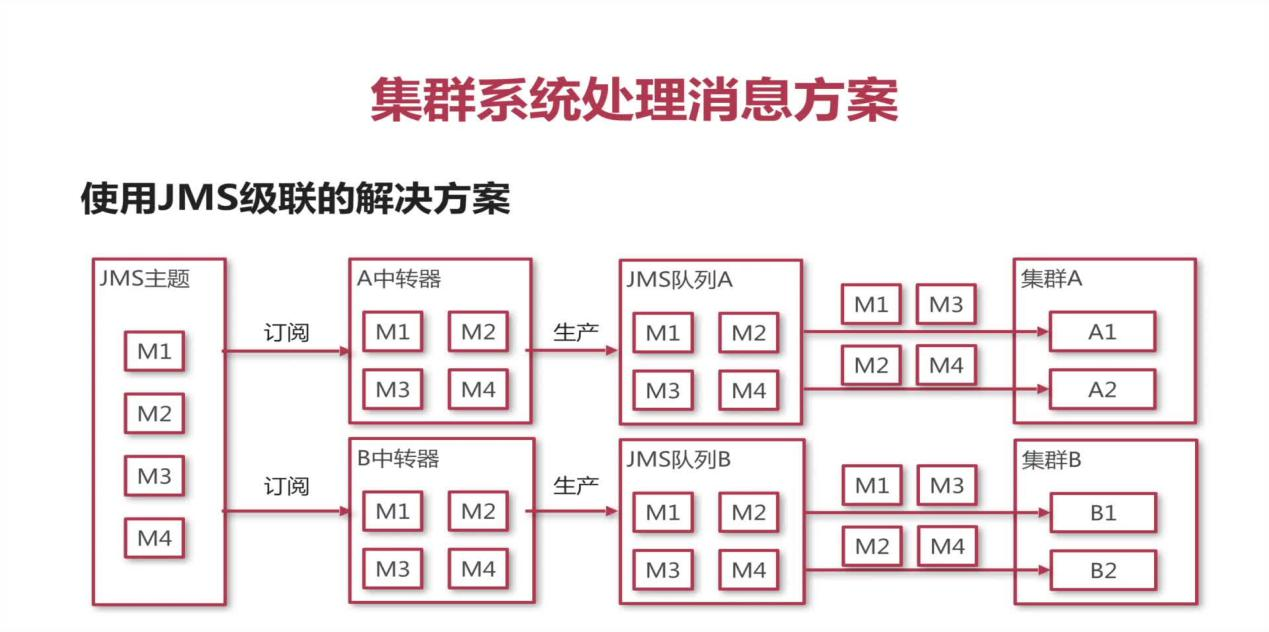 集群系统处理消息方案
使用JMS级联的解决方案
JMS主题
M1
M2
M3
M4
订阅
订阅
A中转器
M1 M2
M3 M4
生产
JMS队列A
M1 M2
M3 M4
M1 M3
M2 M4
集群A
A1
A2
B中转器
M1 M2
M3 M4
生产
JMS队列B
M1 M2
M3 M4
M1 M3
M2 M4
集群B
B1
B2